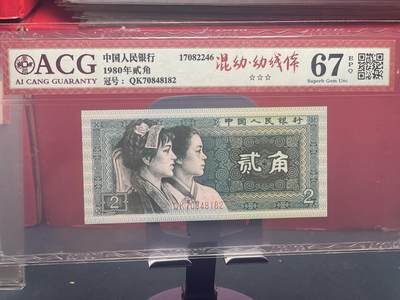 ACG
AI CANG GUARANTY
中国人民银行
1980年贰角
冠号：QK70848182
17082246
混幼·幼线体
☆☆☆
67
EPQ
Superb Gem Unc
中国人民银行
贰角
QK70848182
2
2